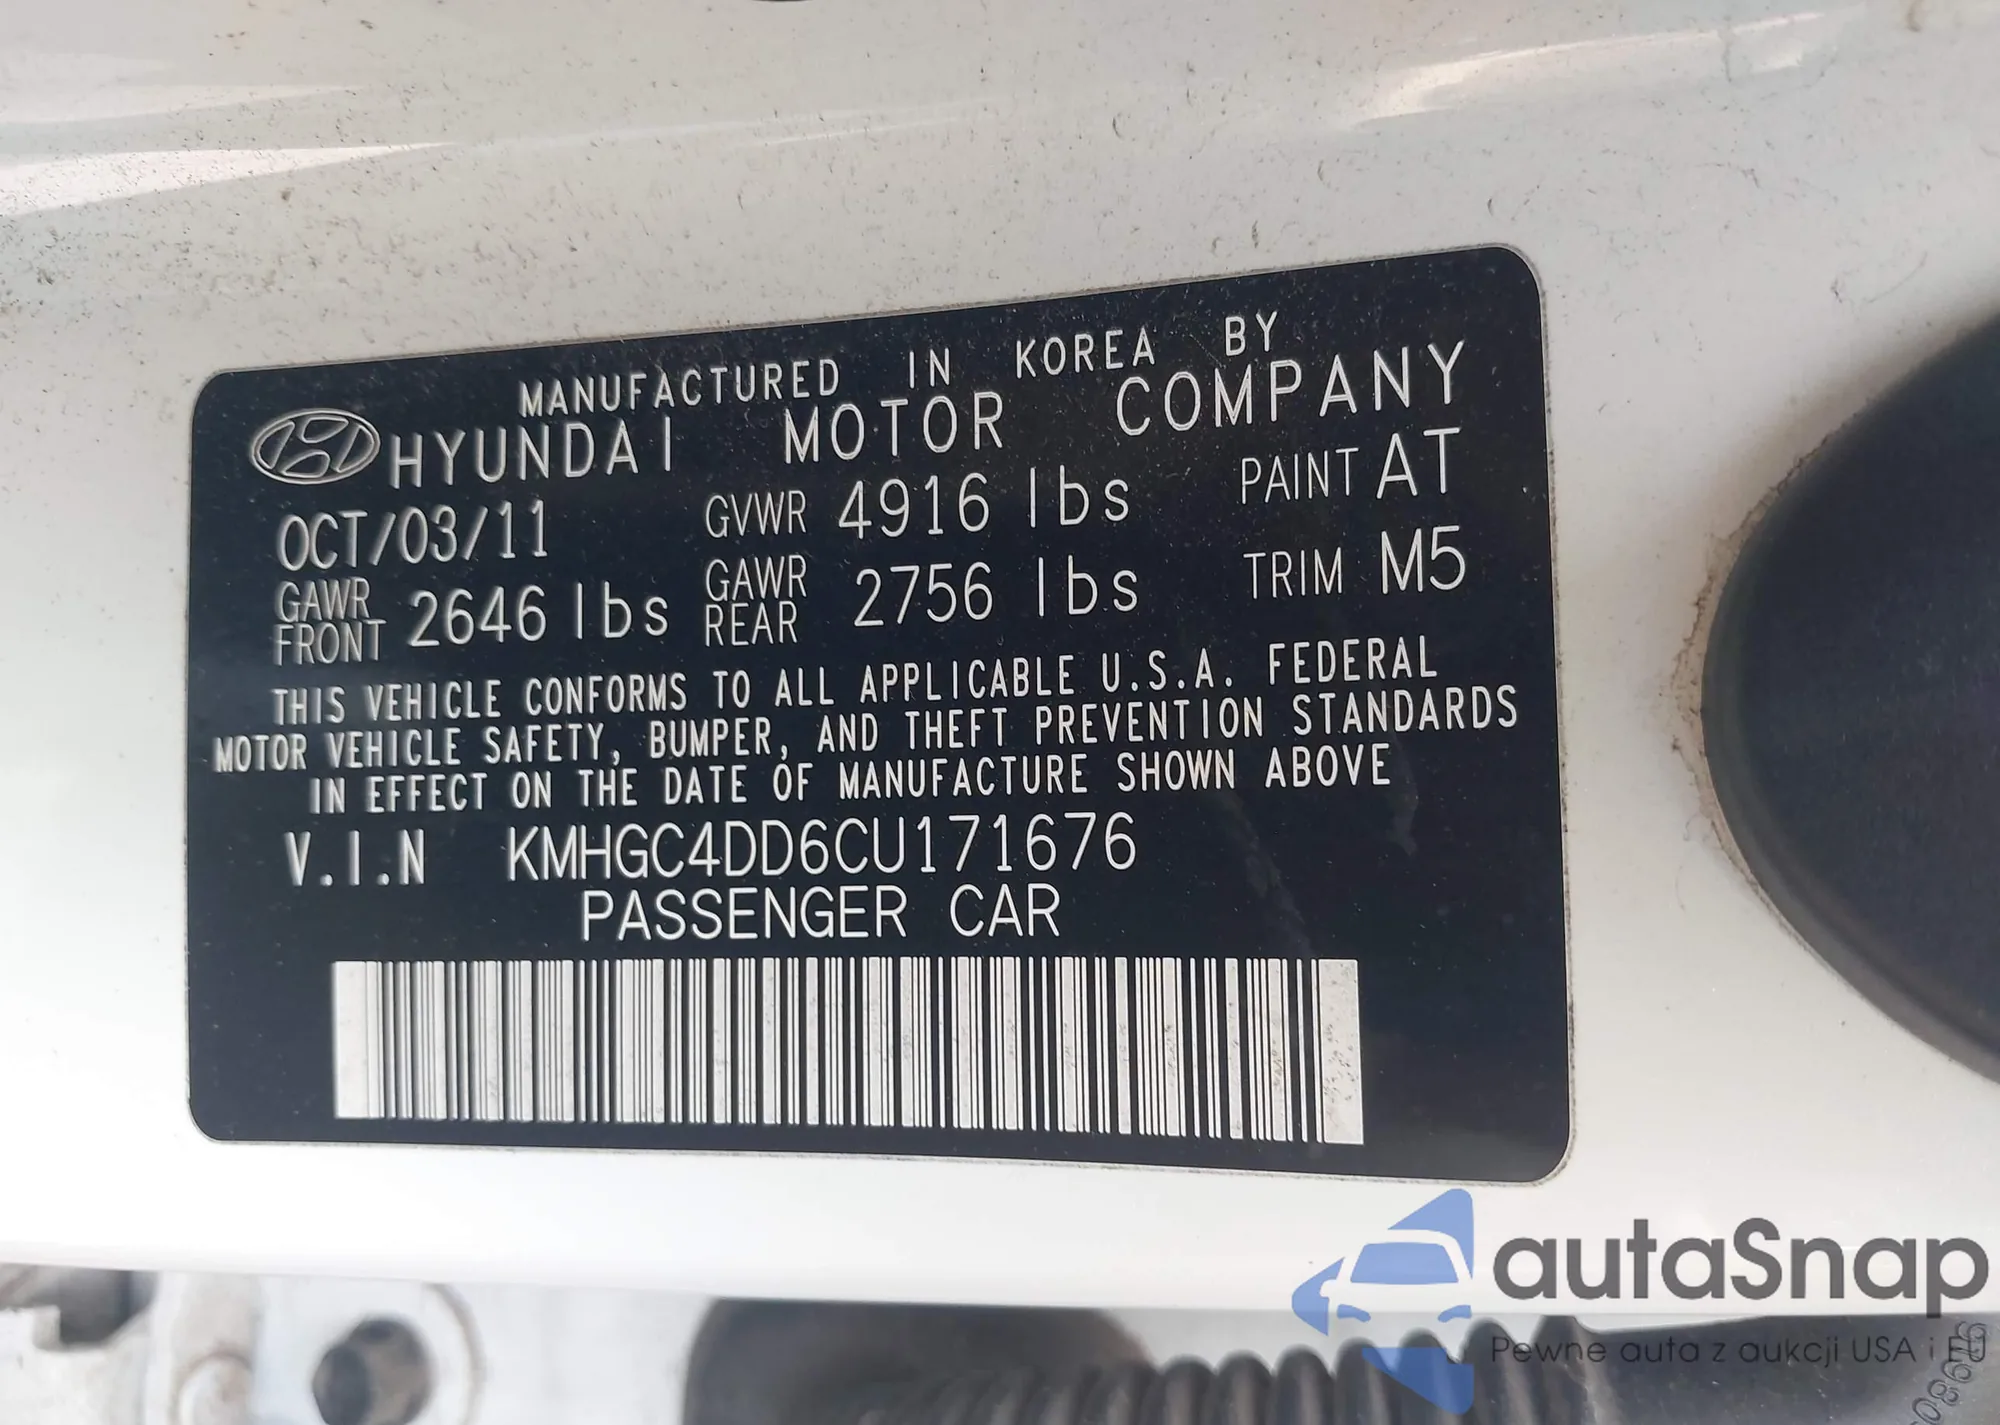 MANUFACTURED IN KOREA BY
HYUNDAI MOTOR COMPANY
OCT/03/11 GVWR 4916 lbs PAINT AT
GAWR FRONT 2646 lbs GAWR REAR 2756 lbs TRIM M5
THIS VEHICLE CONFORMS TO ALL APPLICABLE U.S.A. FEDERAL
MOTOR VEHICLE SAFETY, BUMPER, AND THEFT PREVENTION STANDARDS
IN EFFECT ON THE DATE OF MANUFACTURE SHOWN ABOVE
V.I.N KMHGC4DD6CU171676
PASSENGER CAR
autaSnap
Pewne auta z aukcji USA i EU